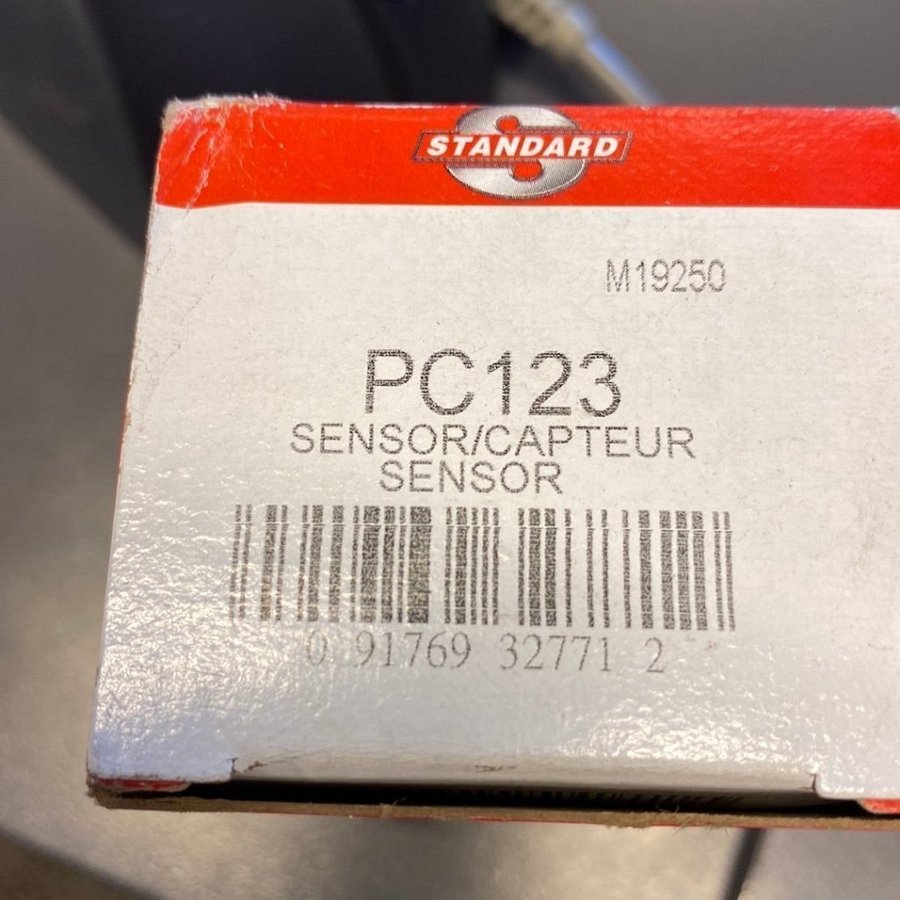 STANDARD
M19250
PC123
SENSOR/CAPTEUR
SENSOR
0 91769 32771 2